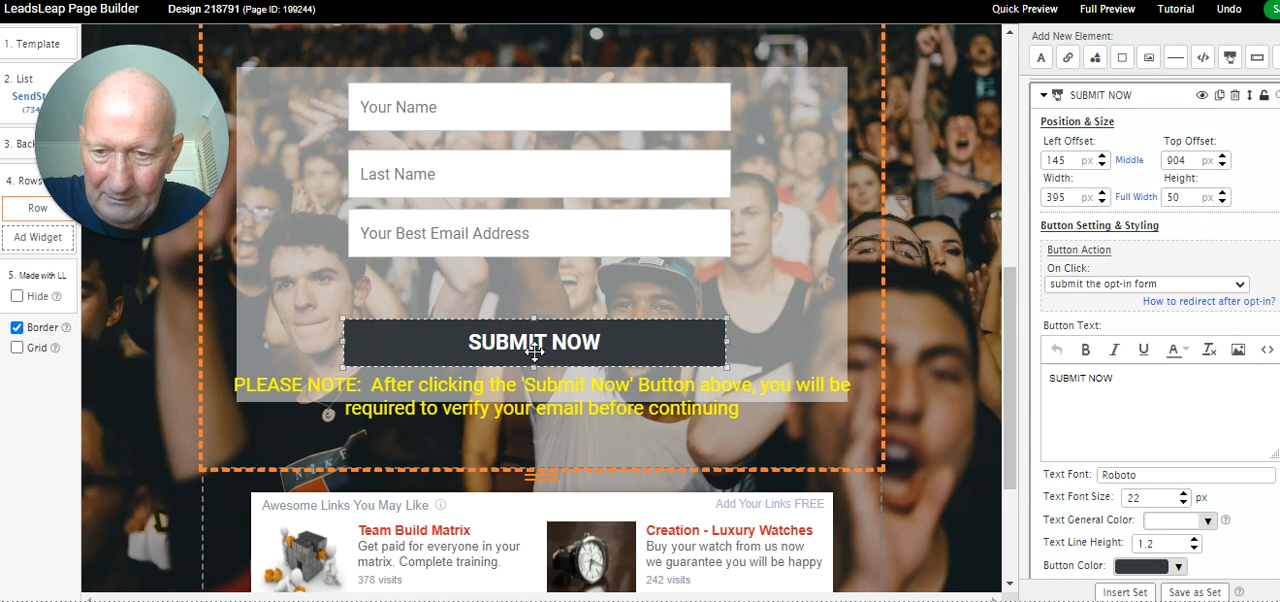 LeadsLeap Page Builder
Design 218791 (Page ID: 199244)
Quick Preview
Full Preview
Tutorial
Undo
1. Template
2. List
SendSt
(734
3. Back
4. Rows
Row
Ad Widget
5. Made with LL
Hide
Border
Grid
Your Name
Last Name
Your Best Email Address
SUBMIT NOW
PLEASE NOTE: After clicking the 'Submit Now' Button above, you will be
required to verify your email before continuing
NIKE
Awesome Links You May Like
Add Your Links FREE
Team Build Matrix
Get paid for everyone in your
matrix. Complete training.
378 visits
Creation - Luxury Watches
Buy your watch from us now
we guarantee you will be happy
242 visits
Add New Element:
SUBMIT NOW
Position & Size
Left Offset:
Top Offset:
145 px
Middle
904 px
Width:
Height:
395 px
Full Width
50 px
Button Setting & Styling
Button Action
On Click:
submit the opt-in form
How to redirect after opt-in?
Button Text:
B I U A
SUBMIT NOW
Text Font: Roboto
Text Font Size: 22 px
Text General Color:
Text Line Height: 1.2
Button Color:
Insert Set
Save as Set